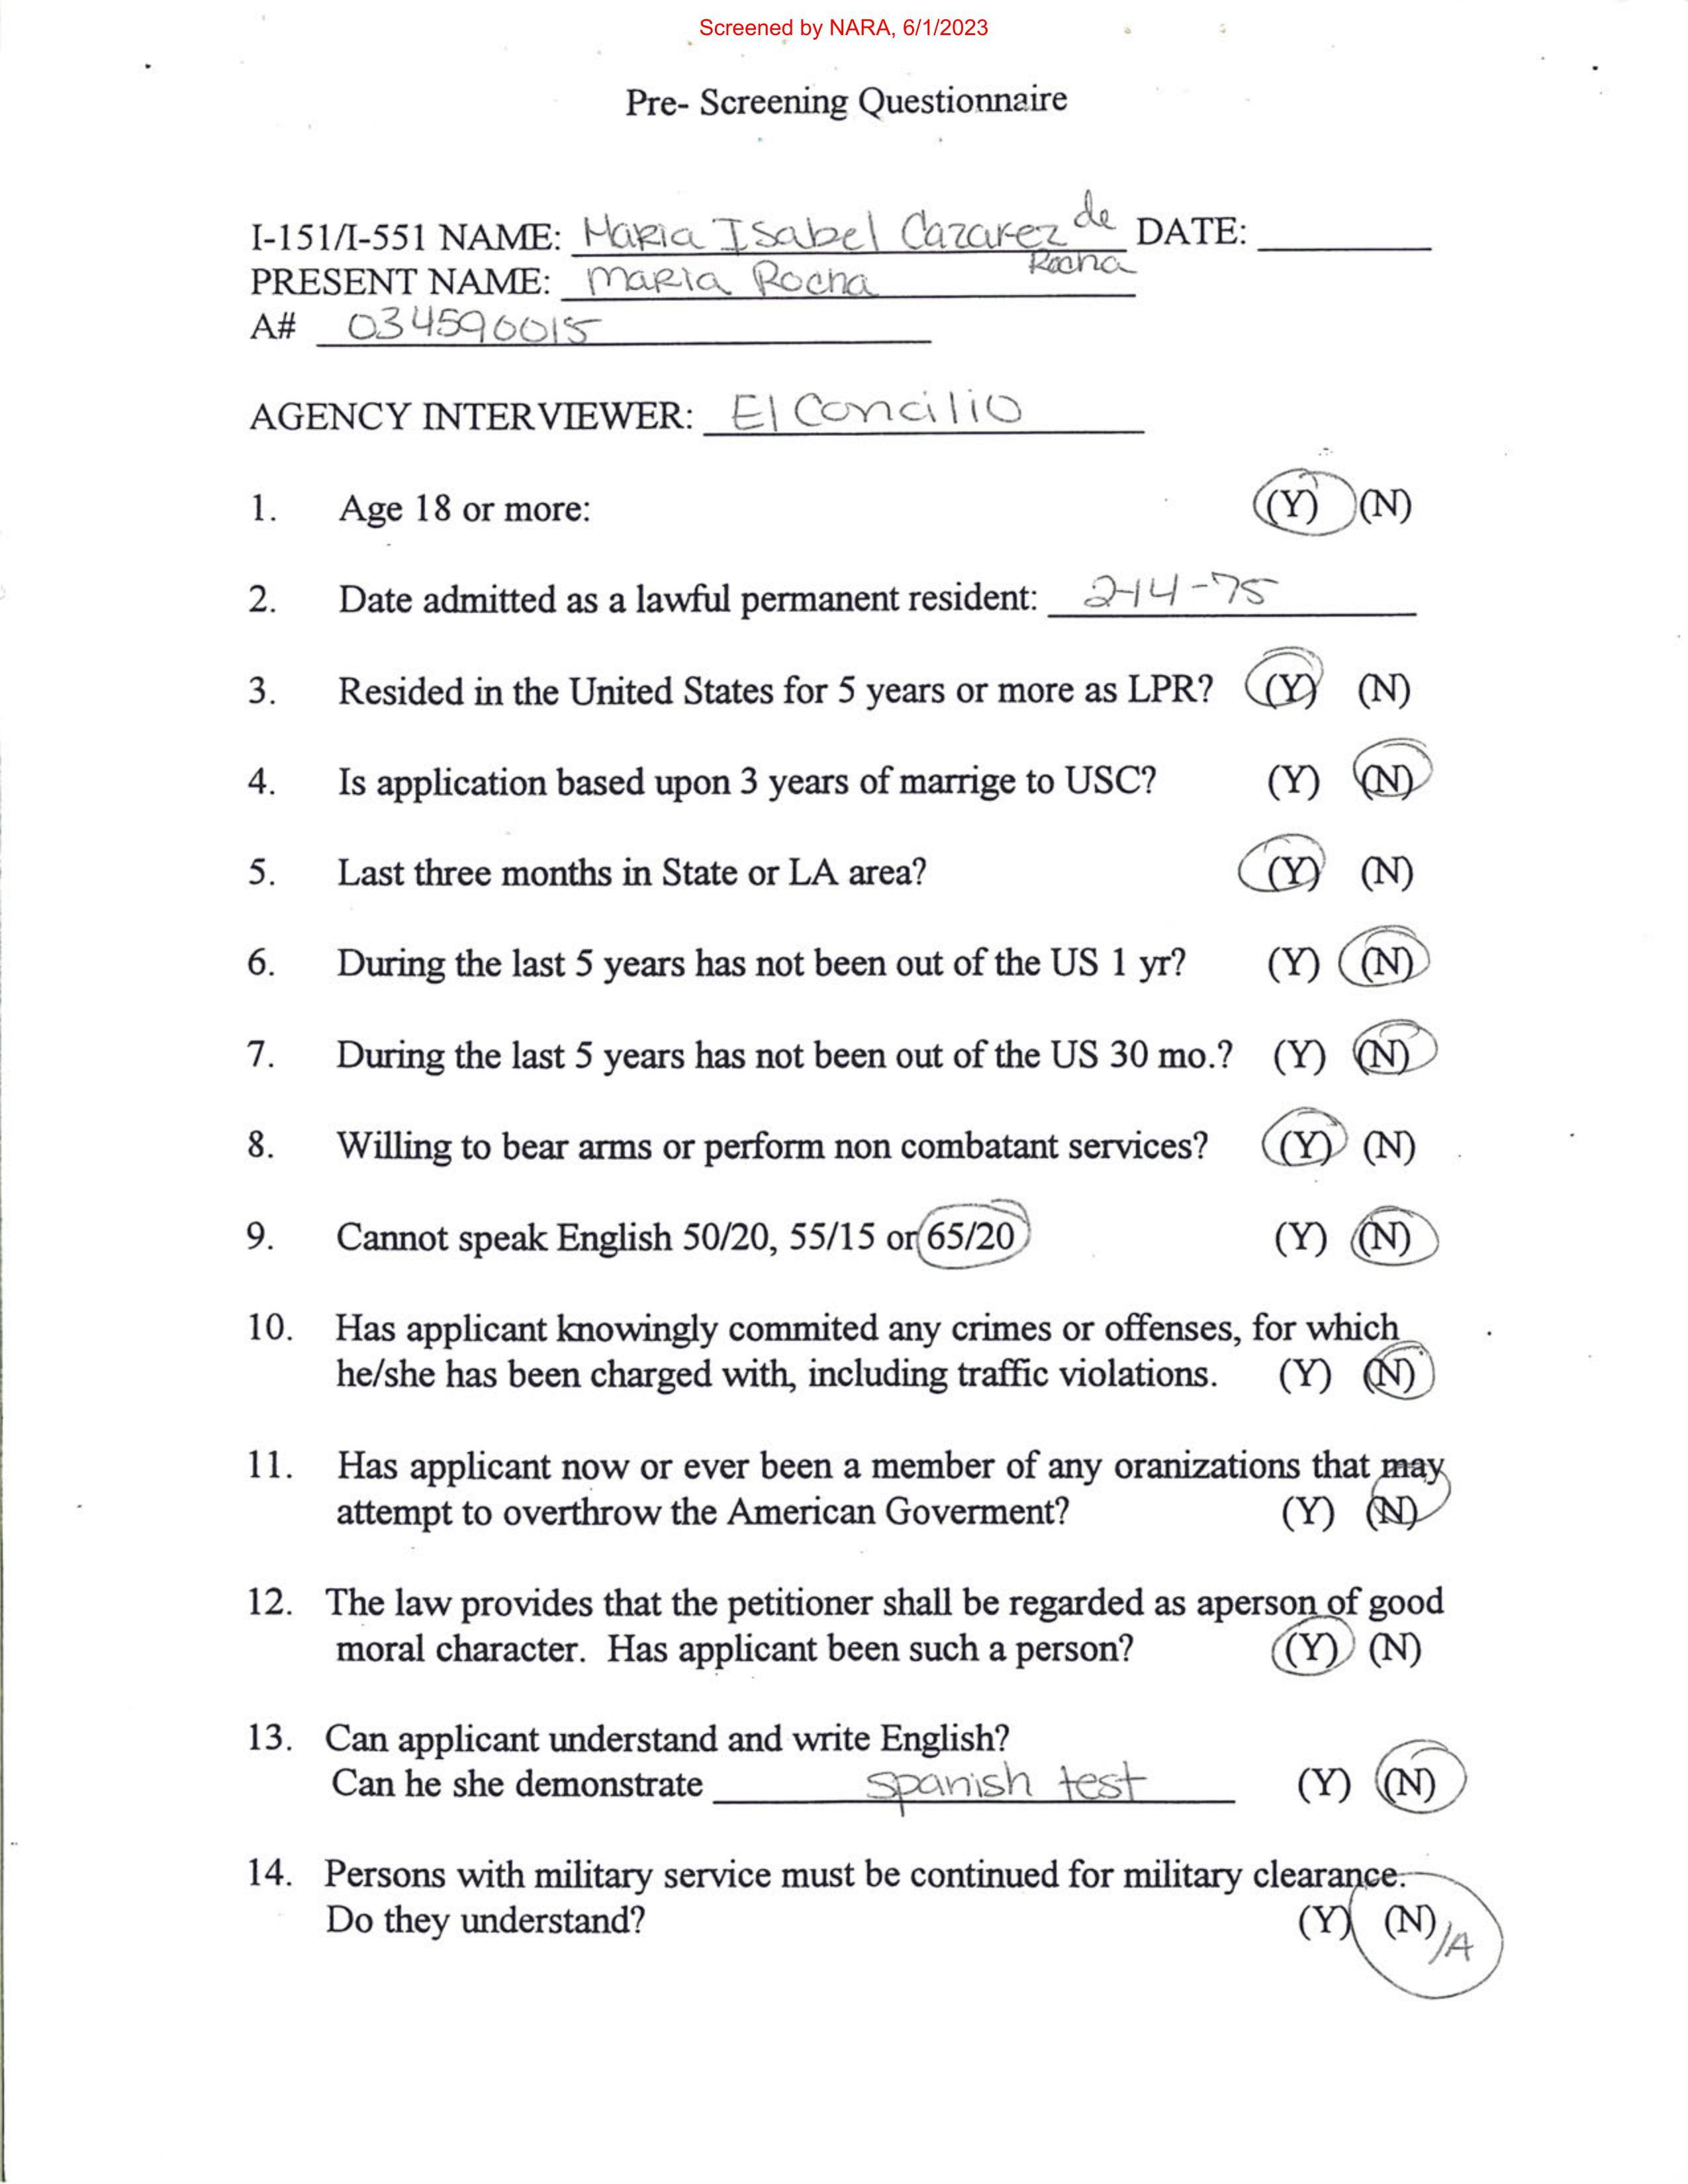 Screened by NARA, 6/1/2023
Pre- Screening Questionnaire
I-151/I-551 NAME: Maria Isabel Cazarez de Rocha DATE:
PRESENT NAME: Maria Rocha
A# 034590015
AGENCY INTERVIEWER: El Concilio
1. Age 18 or more: (Y) (N)
2. Date admitted as a lawful permanent resident: 2-14-75
3. Resided in the United States for 5 years or more as LPR? (Y) (N)
4. Is application based upon 3 years of marrige to USC? (Y) (N)
5. Last three months in State or LA area? (Y) (N)
6. During the last 5 years has not been out of the US 1 yr? (Y) (N)
7. During the last 5 years has not been out of the US 30 mo.? (Y) (N)
8. Willing to bear arms or perform non combatant services? (Y) (N)
9. Cannot speak English 50/20, 55/15 or 65/20 (Y) (N)
10. Has applicant knowingly commited any crimes or offenses, for which
he/she has been charged with, including traffic violations. (Y) (N)
11. Has applicant now or ever been a member of any oranizations that may
attempt to overthrow the American Goverment? (Y) (N)
12. The law provides that the petitioner shall be regarded as aperson of good
moral character. Has applicant been such a person? (Y) (N)
13. Can applicant understand and write English?
Can he she demonstrate spanish test (Y) (N)
14. Persons with military service must be continued for military clearance.
Do they understand? (Y) (N)/A